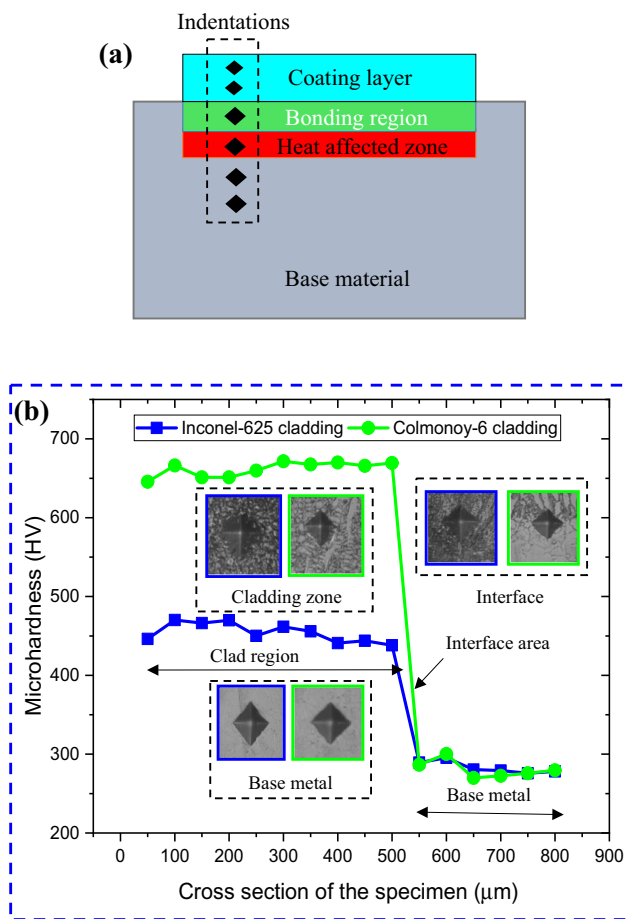 Indentations
(a)
Coating layer
Bonding region
Heat affected zone
Base material
(b)
Inconel-625 cladding
Colmonoy-6 cladding
700
650
600
500
450
400
300
200
Microhardness (HV)
Cladding zone
Interface
Interface area
Clad region
Base metal
Base metal
0 100 200 300 400 500 600 700 800 900
Cross section of the specimen (μm)